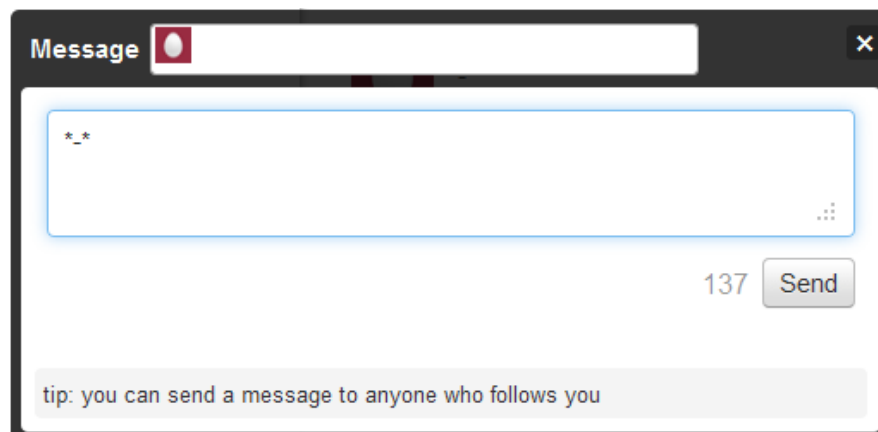 Message
×
*_*
137 Send
tip: you can send a message to anyone who follows you